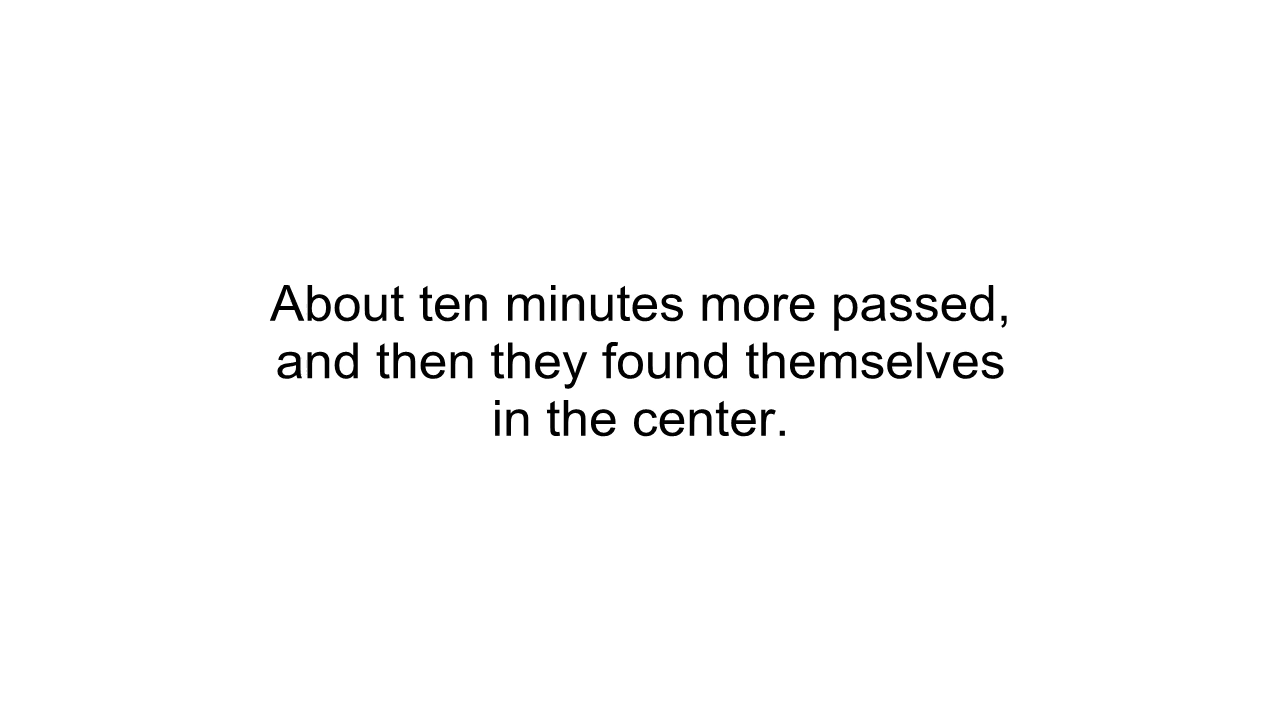 About ten minutes more passed,
and then they found themselves
in the center.